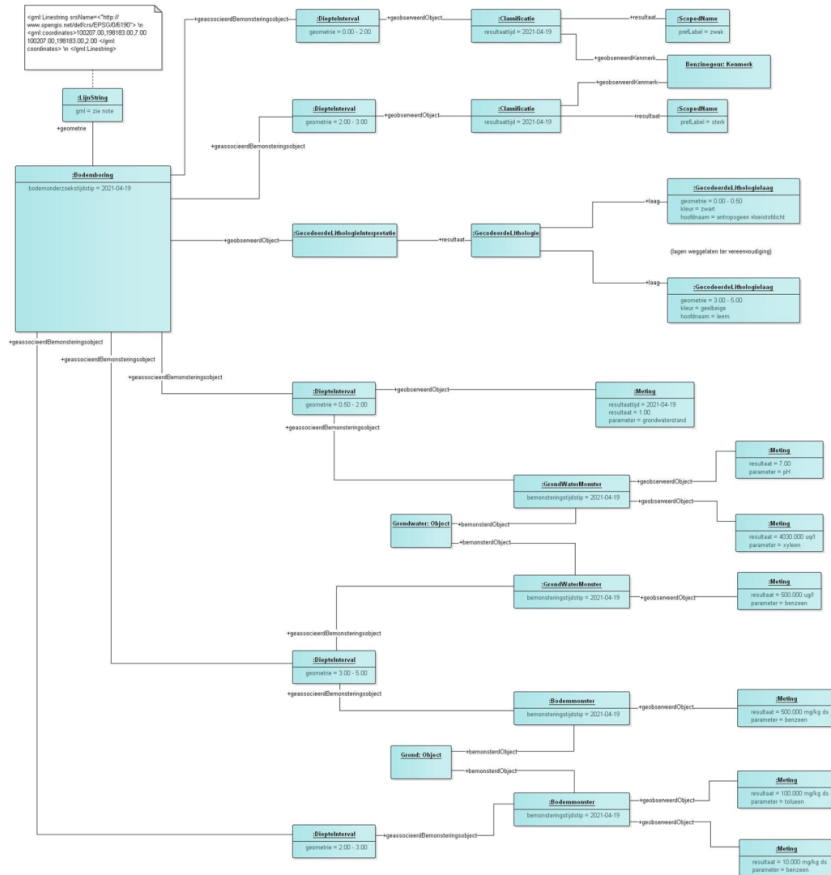 <gml:Linestring srsName=<"http://
www.opengis.net/def/crs/EPSG/0/6190"> \n
<gml:coordinates>100207.00,198183.00,7.00
100207.00,198183.00,2.00 </gml:
coordinates> \n </gml:Linestring>
:LijnString
gml = zie note
+geometrie
:Bodemboring
bodemonderzoekstijdstip = 2021-04-19
+geassocieerdBemonsteringsobject
:DiepteInterval
geometrie = 0.00 - 2.00
+geobserveerdObject
:Classificatie
resultaattijd = 2021-04-19
+resultaat
:ScopedName
prefLabel = zwak
+geobserveerdKenmerk
Benzinegeur: Kenmerk
+geobserveerdKenmerk
+geassocieerdBemonsteringsobject
:DiepteInterval
geometrie = 2.00 - 3.00
+geobserveerdObject
:Classificatie
resultaattijd = 2021-04-19
+resultaat
:ScopedName
prefLabel = sterk
+geobserveerdObject
:GecodeerdeLithologieInterpretatie
+resultaat
:GecodeerdeLithologie
+laag
:GecodeerdeLithologielaag
geometrie = 0.00 - 0.50
kleur = zwart
hoofdnaam = antropogeen vloeistofdicht
(lagen weggelaten ter vereenvoudiging)
+laag
:GecodeerdeLithologielaag
geometrie = 3.00 - 5.00
kleur = geelbeige
hoofdnaam = leem
+geassocieerdBemonsteringsobject
+geassocieerdBemonsteringsobject
+geassocieerdBemonsteringsobject
:DiepteInterval
geometrie = 0.50 - 2.00
+geobserveerdObject
:Meting
resultaattijd = 2021-04-19
resultaat = 1.00
parameter = grondwaterstand
+geassocieerdBemonsteringsobject
:GrondWaterMonster
bemonsteringstijdstip = 2021-04-19
+geobserveerdObject
:Meting
resultaat = 7.00
parameter = pH
+geobserveerdObject
:Meting
resultaat = 4030.000 ug/l
parameter = xyleen
Grondwater: Object
+bemonsterdObject
+bemonsterdObject
:GrondWaterMonster
bemonsteringstijdstip = 2021-04-19
+geobserveerdObject
:Meting
resultaat = 500.000 ug/l
parameter = benzeen
+geassocieerdBemonsteringsobject
:DiepteInterval
geometrie = 3.00 - 5.00
+geassocieerdBemonsteringsobject
:Bodemmonster
bemonsteringstijdstip = 2021-04-19
+geobserveerdObject
:Meting
resultaat = 500.000 mg/kg ds
parameter = benzeen
Grond: Object
+bemonsterdObject
+bemonsterdObject
:Bodemmonster
bemonsteringstijdstip = 2021-04-19
+geobserveerdObject
:Meting
resultaat = 100.000 mg/kg ds
parameter = tolueen
+geobserveerdObject
:Meting
resultaat = 10.000 mg/kg ds
parameter = benzeen
:DiepteInterval
geometrie = 2.00 - 3.00
+geassocieerdBemonsteringsobject